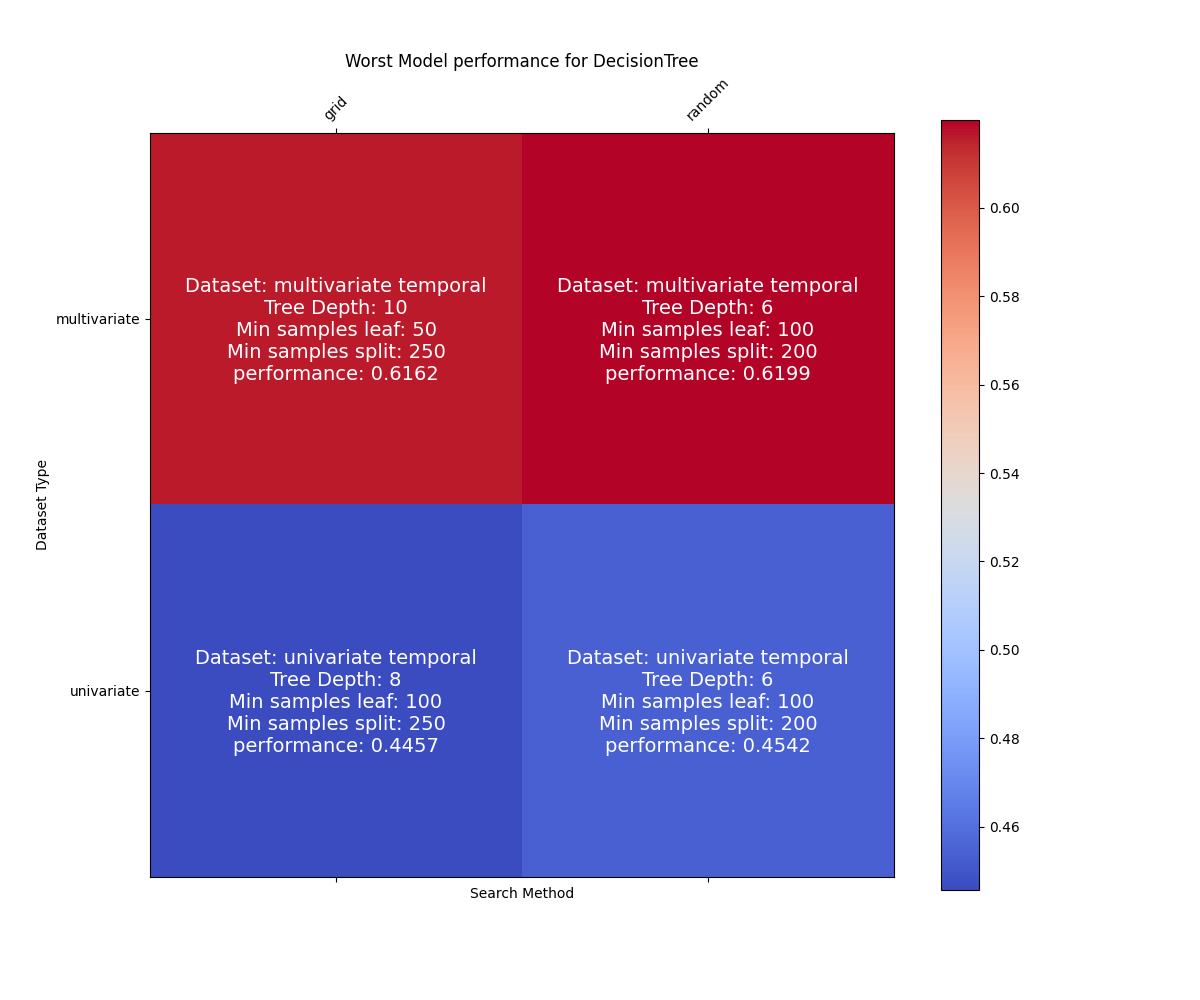 Worst Model performance for DecisionTree
grid
random
multivariate
Dataset: multivariate temporal
Tree Depth: 10
Min samples leaf: 50
Min samples split: 250
performance: 0.6162
Dataset: multivariate temporal
Tree Depth: 6
Min samples leaf: 100
Min samples split: 200
performance: 0.6199
Dataset Type
univariate
Dataset: univariate temporal
Tree Depth: 8
Min samples leaf: 100
Min samples split: 250
performance: 0.4457
Dataset: univariate temporal
Tree Depth: 6
Min samples leaf: 100
Min samples split: 200
performance: 0.4542
Search Method
0.60
0.58
0.56
0.54
0.52
0.50
0.48
0.46